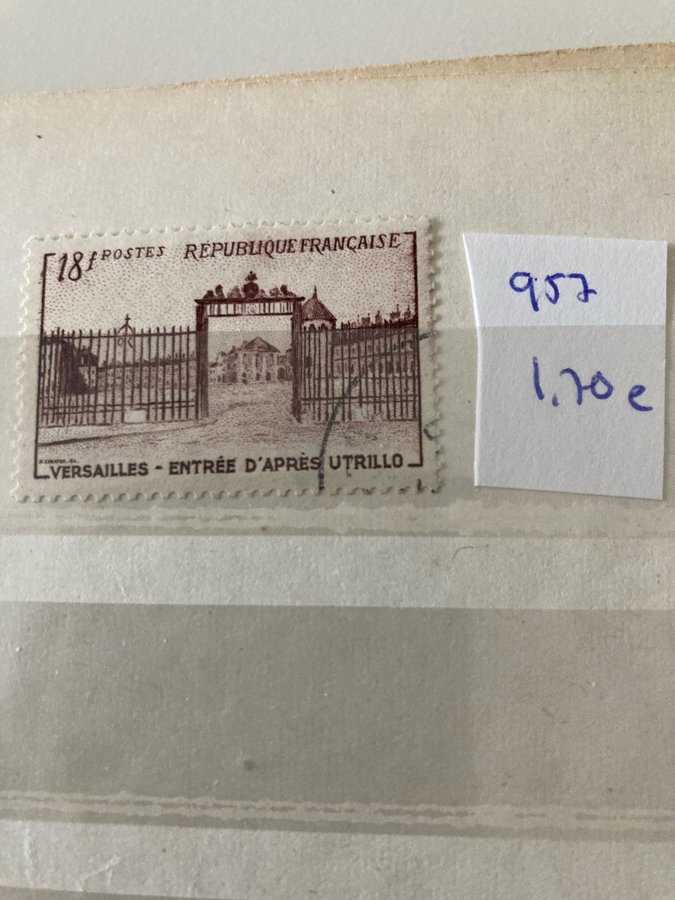 18f POSTES RÉPUBLIQUE FRANÇAISE
VERSAILLES - ENTRÉE D'APRÈS UTRILLO
957
1,70 e